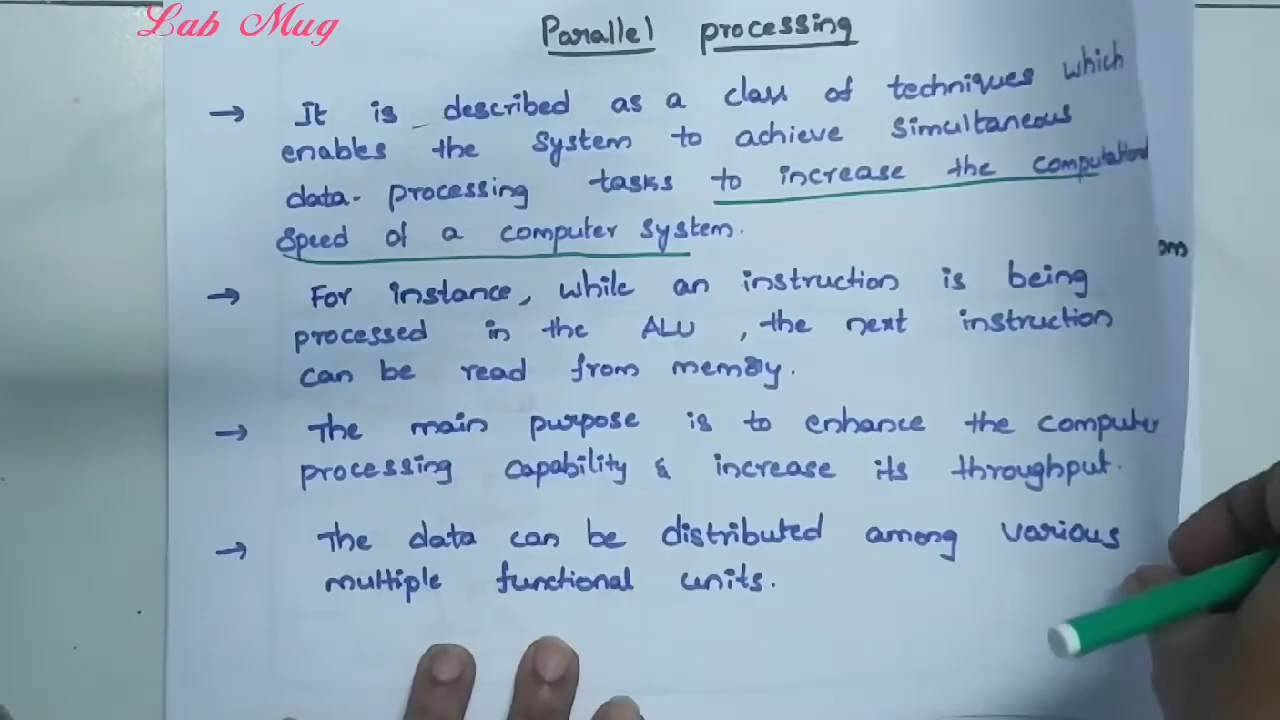 Lab Mug
Parallel processing
→ It is described as a class of techniques which
enables the system to achieve simultaneous
data-processing tasks to increase the computational
speed of a computer system.
→ For instance, while an instruction is being
processed in the ALU, the next instruction
can be read from memory.
→ The main purpose is to enhance the computer
processing capability & increase its throughput.
→ The data can be distributed among various
multiple functional units.